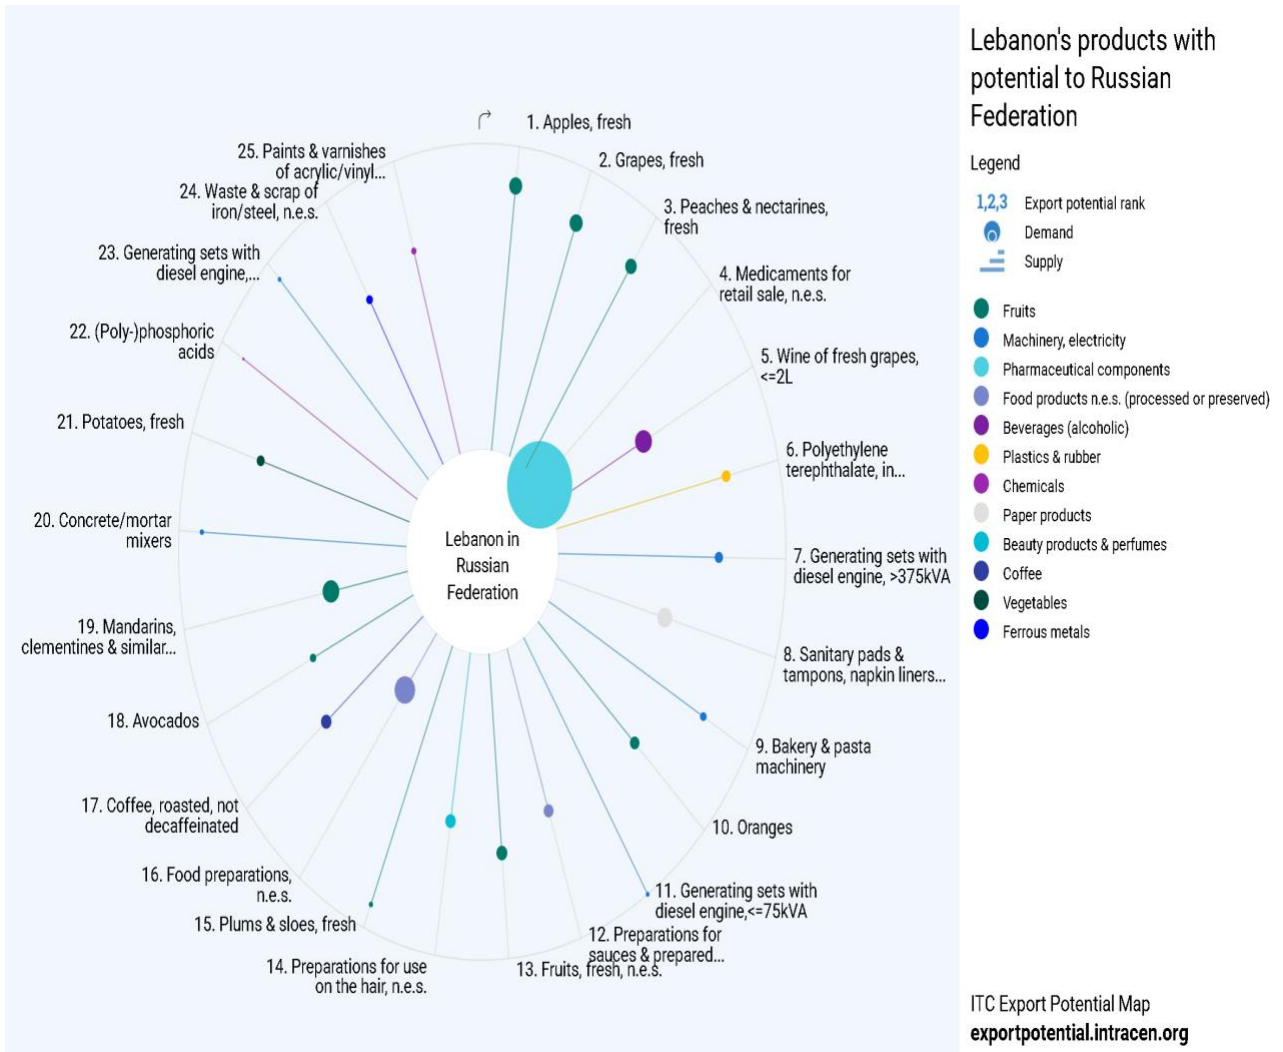 Lebanon's products with
potential to Russian
Federation
Legend
1,2,3 Export potential rank
Demand
Supply
Fruits
Machinery, electricity
Pharmaceutical components
Food products n.e.s. (processed or preserved)
Beverages (alcoholic)
Plastics & rubber
Chemicals
Paper products
Beauty products & perfumes
Coffee
Vegetables
Ferrous metals
1. Apples, fresh
2. Grapes, fresh
3. Peaches & nectarines,
fresh
4. Medicaments for
retail sale, n.e.s.
5. Wine of fresh grapes,
<=2L
6. Polyethylene
terephthalate, in...
7. Generating sets with
diesel engine, >375kVA
8. Sanitary pads &
tampons, napkin liners...
9. Bakery & pasta
machinery
10. Oranges
11. Generating sets with
diesel engine,<=75kVA
12. Preparations for
sauces & prepared...
13. Fruits, fresh, n.e.s.
14. Preparations for use
on the hair, n.e.s.
15. Plums & sloes, fresh
16. Food preparations,
n.e.s.
17. Coffee, roasted, not
decaffeinated
18. Avocados
19. Mandarins,
clementines & similar...
20. Concrete/mortar
mixers
21. Potatoes, fresh
22. (Poly-)phosphoric
acids
23. Generating sets with
diesel engine,...
24. Waste & scrap of
iron/steel, n.e.s.
25. Paints & varnishes
of acrylic/vinyl...
Lebanon in
Russian
Federation
ITC Export Potential Map
exportpotential.intracen.org